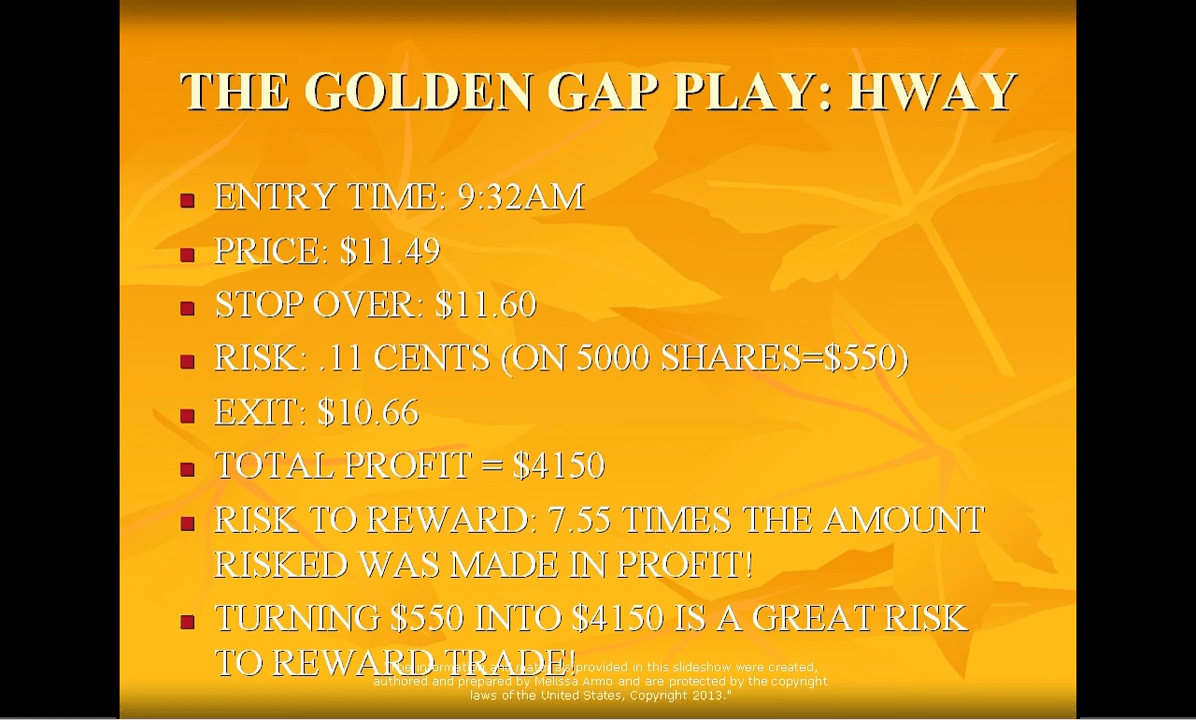 THE GOLDEN GAP PLAY: HWAY
ENTRY TIME: 9:32AM
PRICE: $11.49
STOP OVER: $11.60
RISK: .11 CENTS (ON 5000 SHARES=$550)
EXIT: $10.66
TOTAL PROFIT = $4150
RISK TO REWARD: 7.55 TIMES THE AMOUNT
RISKED WAS MADE IN PROFIT!
TURNING $550 INTO $4150 IS A GREAT RISK
TO REWARD TRADE!
"The information and materials provided in this slideshow were created,
authored and prepared by Melissa Armo and are protected by the copyright
laws of the United States, Copyright 2013."